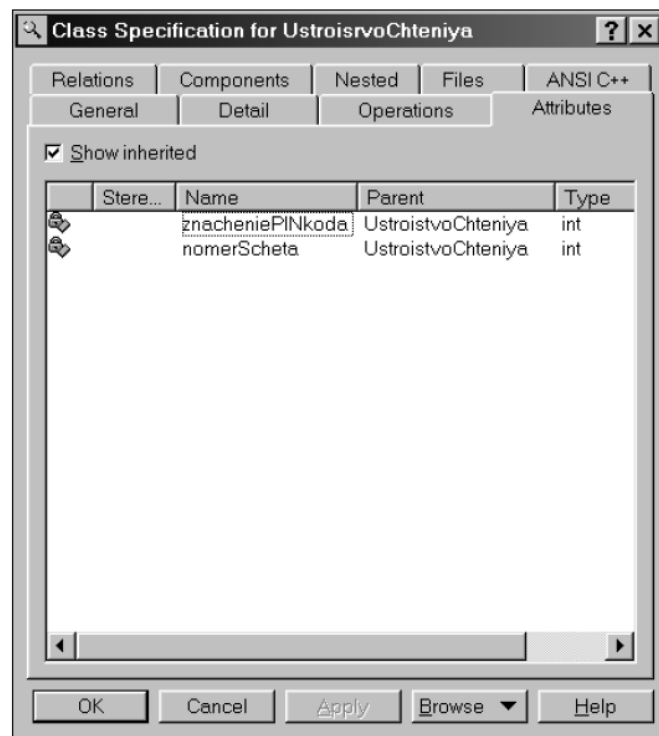 Class Specification for UstroisrvoChteniya
Relations Components Nested Files ANSI C++
General Detail Operations Attributes
Show inherited
Stere... Name Parent Type
znacheniePINkoda UstroistvoChteniya int
nomerScheta UstroistvoChteniya int
OK Cancel Apply Browse Help